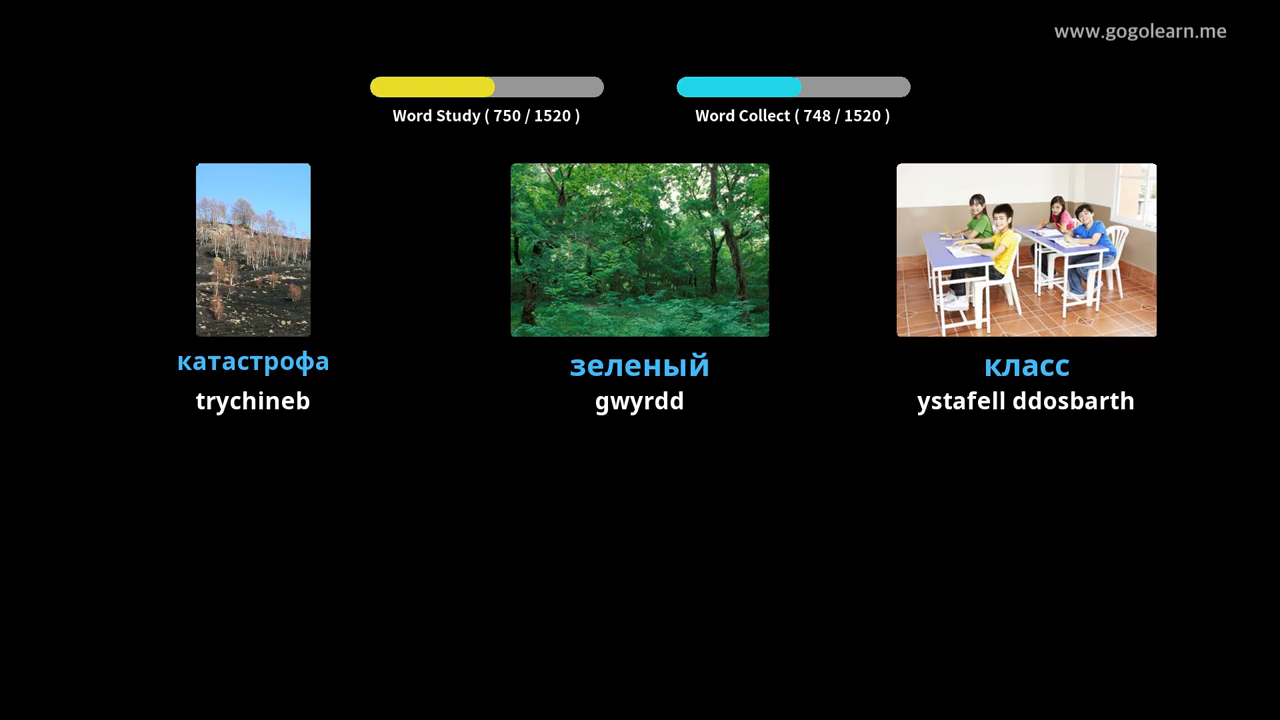 www.gogolearn.me
Word Study ( 750 / 1520 )
Word Collect ( 748 / 1520 )
катастрофа
trychineb
зеленый
gwyrdd
класс
ystafell ddosbarth